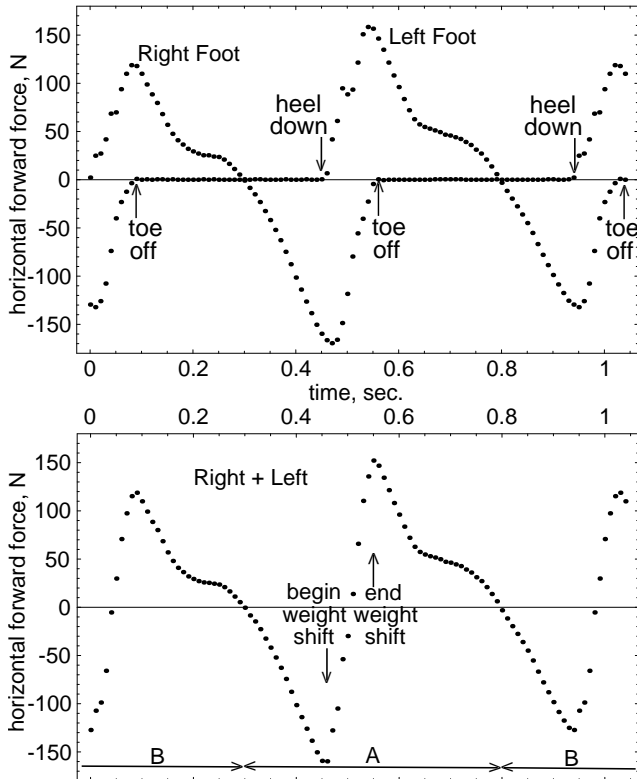 horizontal forward force, N
150
100
50
0
-50
-100
-150
Right Foot
Left Foot
heel
down
heel
down
toe
off
toe
off
toe
off
0
0.2
0.4
0.6
0.8
1
time, sec.
0
0.2
0.4
0.6
0.8
1
horizontal forward force, N
150
100
50
0
-50
-100
-150
Right + Left
begin
weight
shift
end
weight
shift
B
A
B